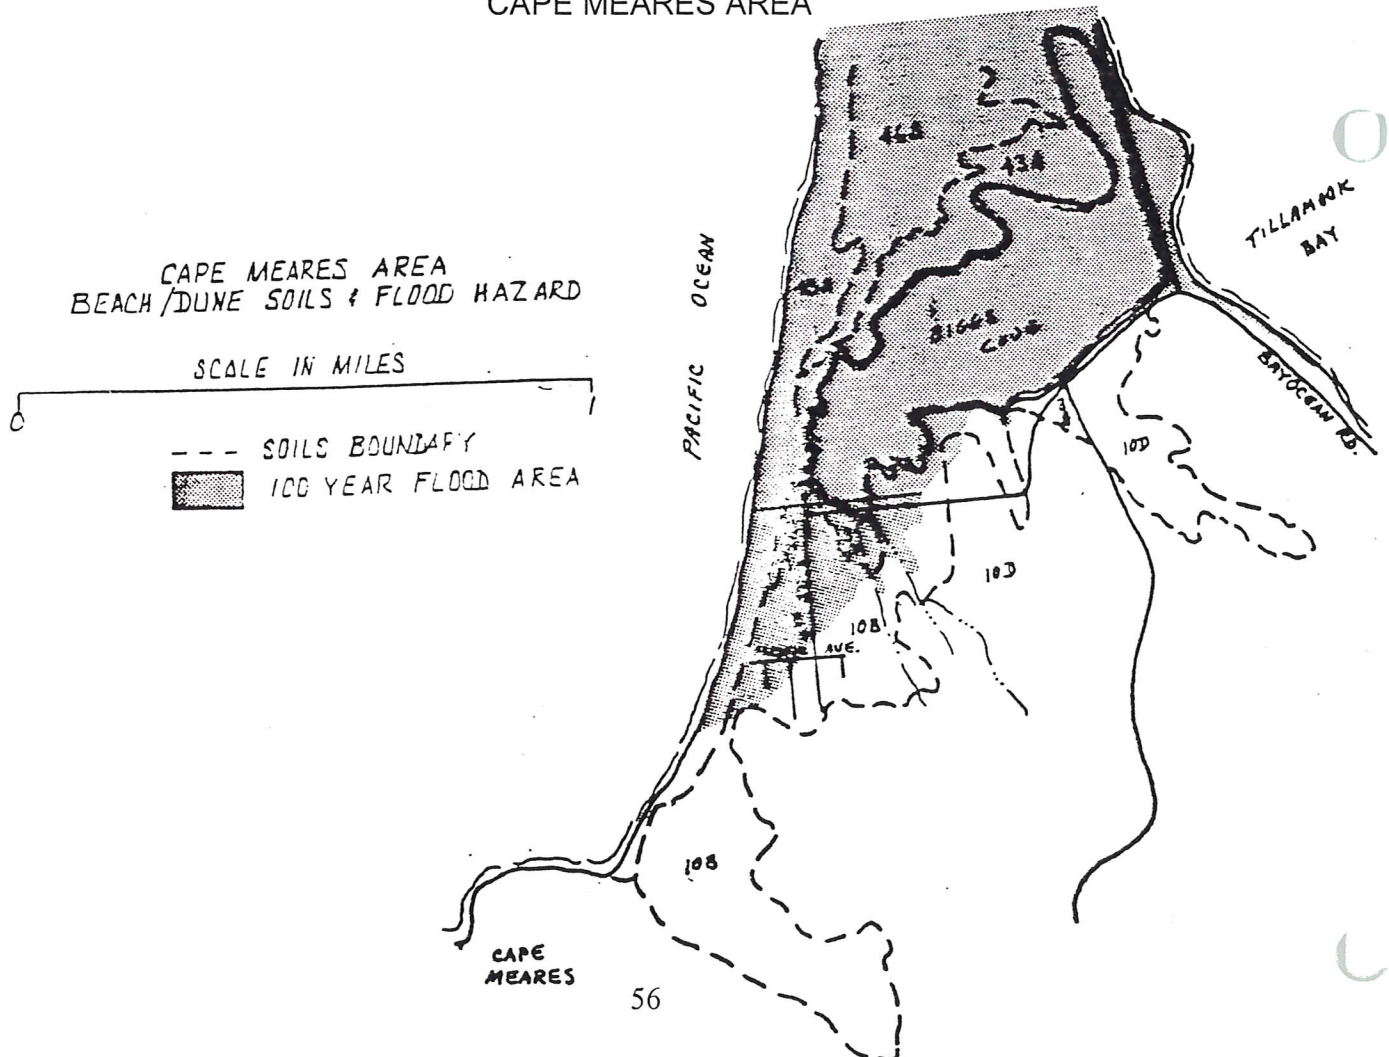 CAPE MEARES AREA
CAPE MEARES AREA
BEACH/DUNE SOILS & FLOOD HAZARD
SCALE IN MILES
0 1
--- SOILS BOUNDARY
100 YEAR FLOOD AREA
PACIFIC OCEAN
TILLAMOOK
BAY
43A
BIGGS
COVE
BAYOCEAN RD.
3
10D
10D
10B
AVE.
10B
CAPE
MEARES
56